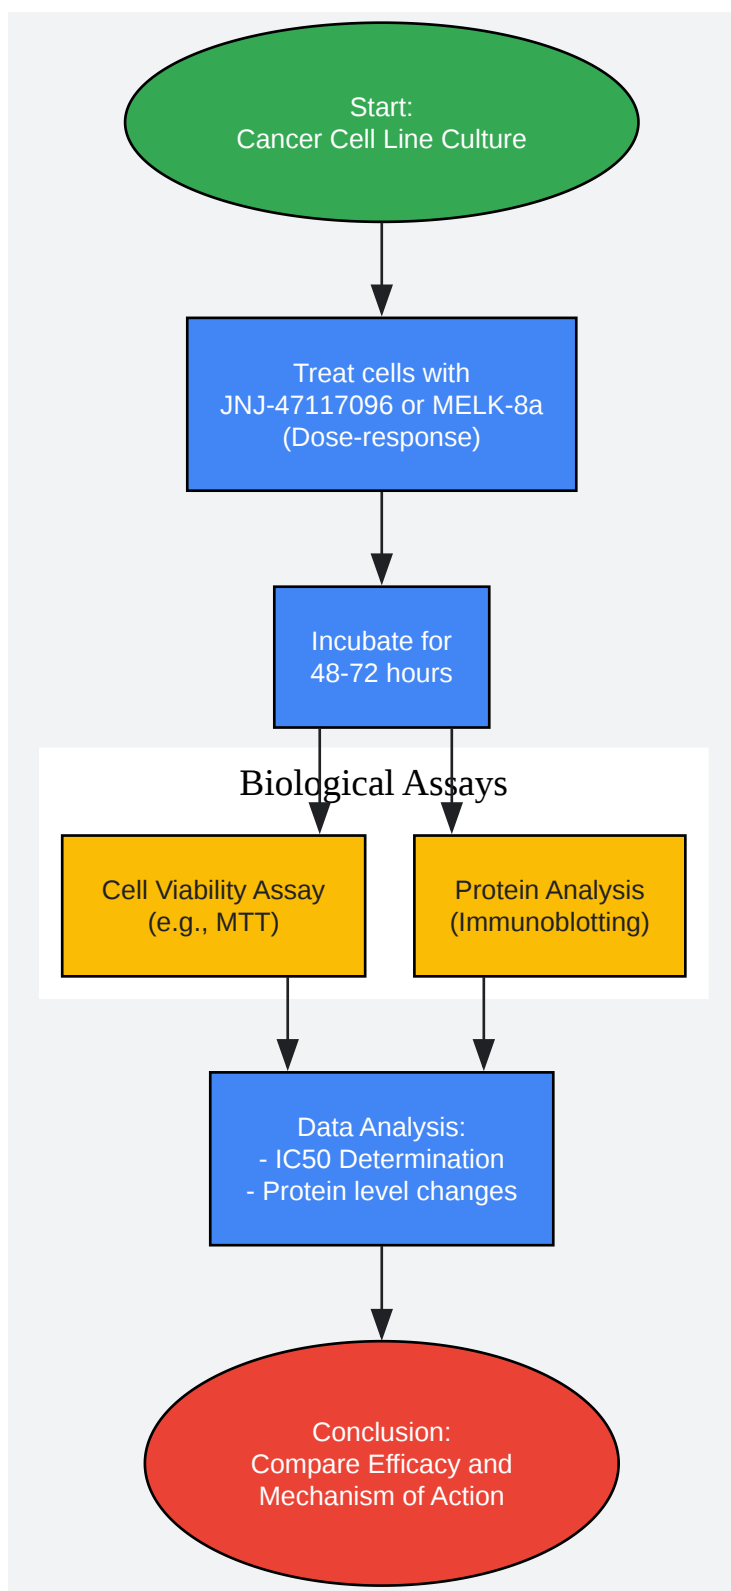 Start:
Cancer Cell Line Culture
Treat cells with
JNJ-47117096 or MELK-8a
(Dose-response)
Incubate for
48-72 hours
Biological Assays
Cell Viability Assay
(e.g., MTT)
Protein Analysis
(Immunoblotting)
Data Analysis:
- IC50 Determination
- Protein level changes
Conclusion:
Compare Efficacy and
Mechanism of Action